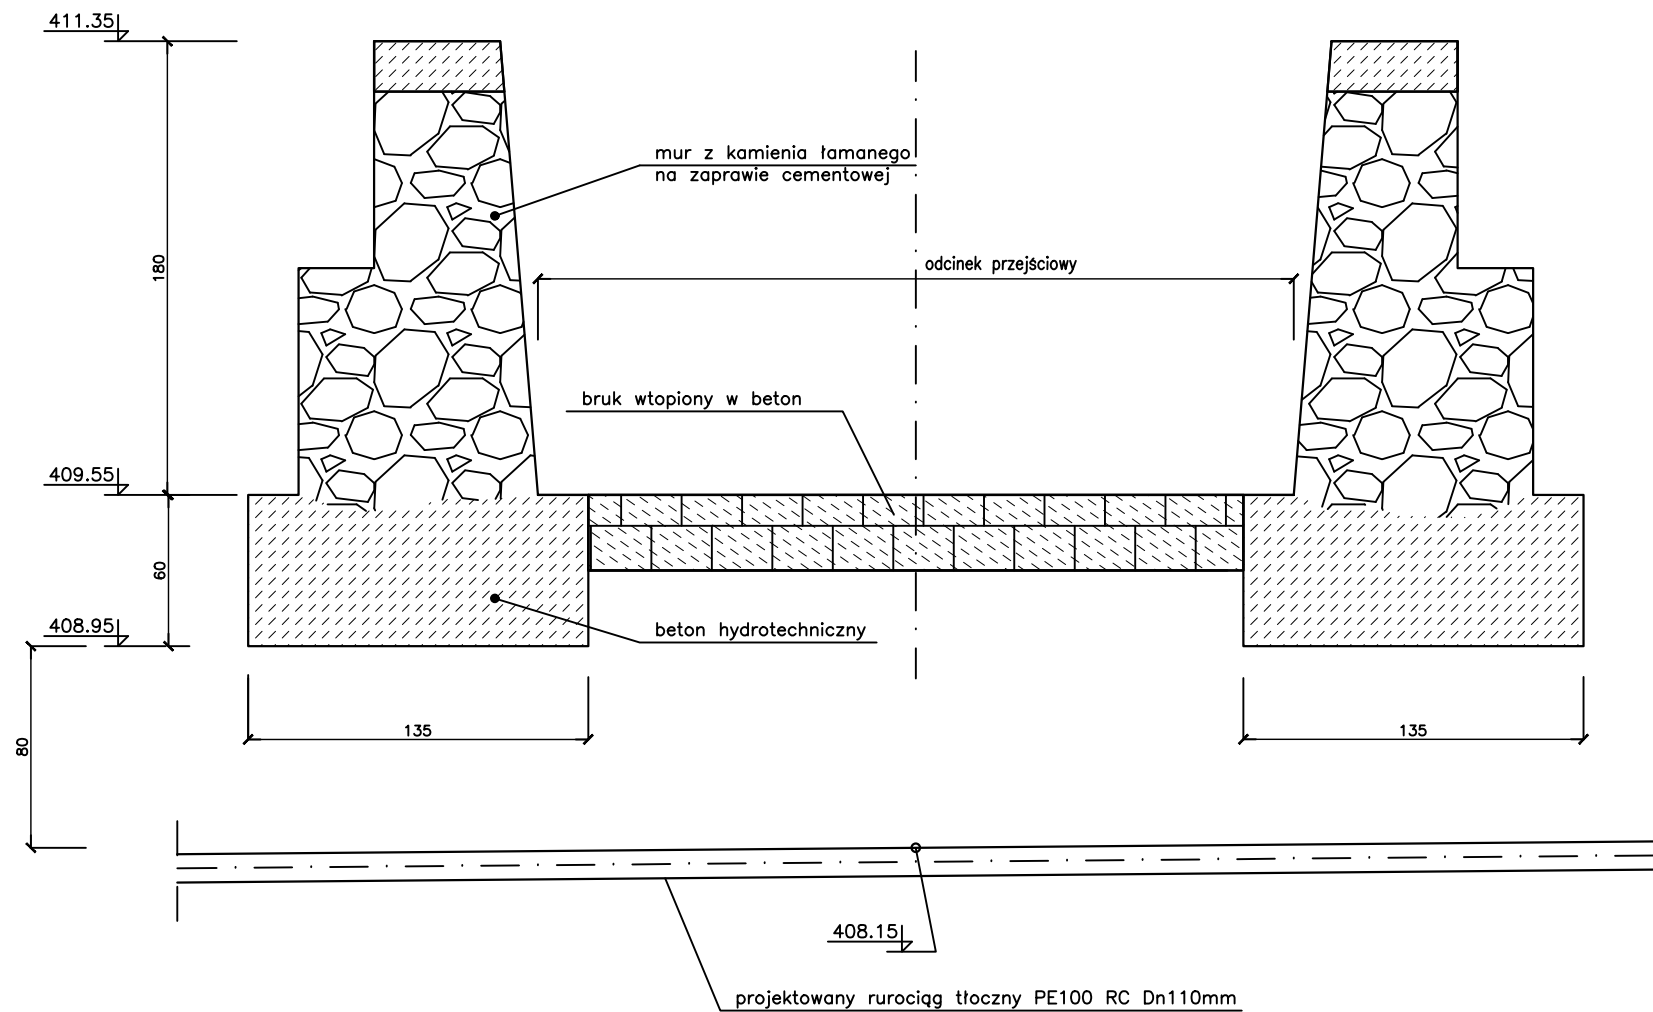 411.35
mur z kamienia łamanego
na zaprawie cementowej
180
odcinek przejściowy
bruk wtopiony w beton
409.55
60
408.95
beton hydrotechniczny
135
135
80
408.15
projektowany rurociąg tłoczny PE100 RC Dn110mm